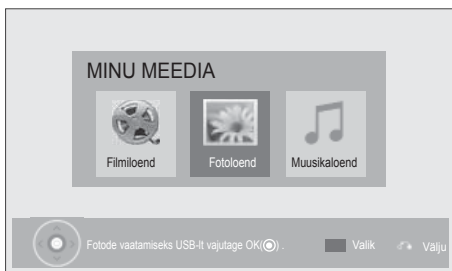 MINU MEEDIA
Filmiloend
Fotoloend
Muusikaloend
Fotode vaatamiseks USB-lt vajutage OK(◉) .
Valik
Välju